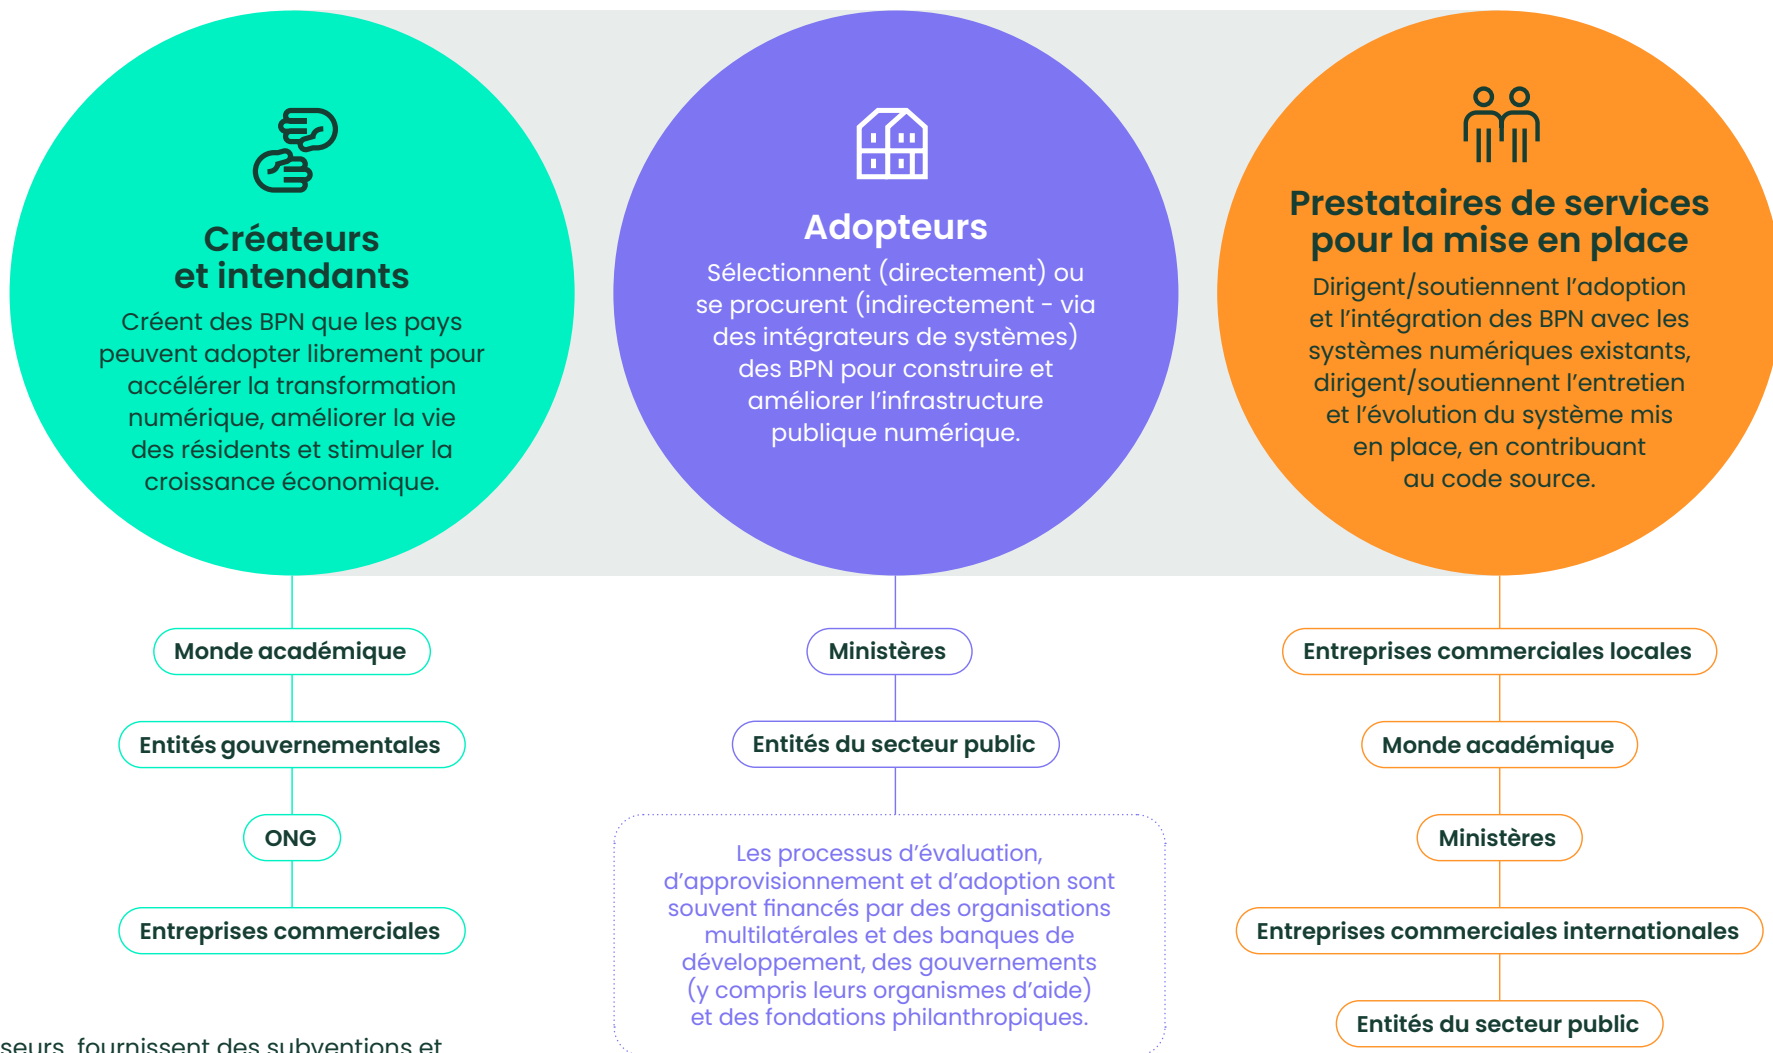 Créateurs
et intendants
Créent des BPN que les pays
peuvent adopter librement pour
accélérer la transformation
numérique, améliorer la vie
des résidents et stimuler la
croissance économique.
Monde académique
Entités gouvernementales
ONG
Entreprises commerciales
Adopteurs
Sélectionnent (directement) ou
se procurent (indirectement - via
des intégrateurs de systèmes)
des BPN pour construire et
améliorer l’infrastructure
publique numérique.
Ministères
Entités du secteur public
Les processus d’évaluation,
d’approvisionnement et d’adoption sont
souvent financés par des organisations
multilatérales et des banques de
développement, des gouvernements
(y compris leurs organismes d’aide)
et des fondations philanthropiques.
Prestataires de services
pour la mise en place
Dirigent/soutiennent l’adoption
et l’intégration des BPN avec les
systèmes numériques existants,
dirigent/soutiennent l’entretien
et l’évolution du système mis
en place, en contribuant
au code source.
Entreprises commerciales locales
Monde académique
Ministères
Entreprises commerciales internationales
Entités du secteur public
fournissent des subventions et